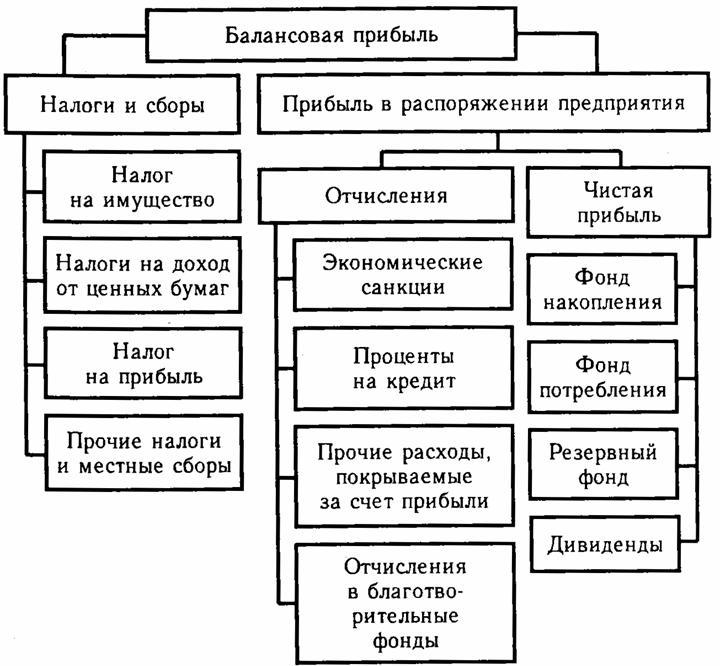 Балансовая прибыль
Налоги и сборы
Прибыль в распоряжении предприятия
Налог
на имущество
Налоги на доход
от ценных бумаг
Налог
на прибыль
Прочие налоги
и местные сборы
Отчисления
Экономические
санкции
Проценты
на кредит
Прочие расходы,
покрываемые
за счет прибыли
Отчисления
в благотво-
рительные
фонды
Чистая
прибыль
Фонд
накопления
Фонд
потребления
Резервный
фонд
Дивиденды